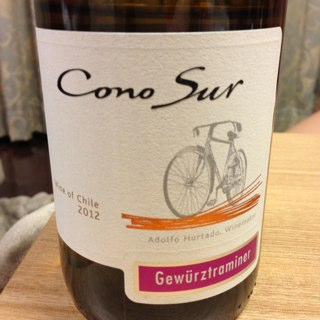 Cono Sur
Wine of Chile
2012
Adolfo Hurtado, Winemaker
Gewürztraminer